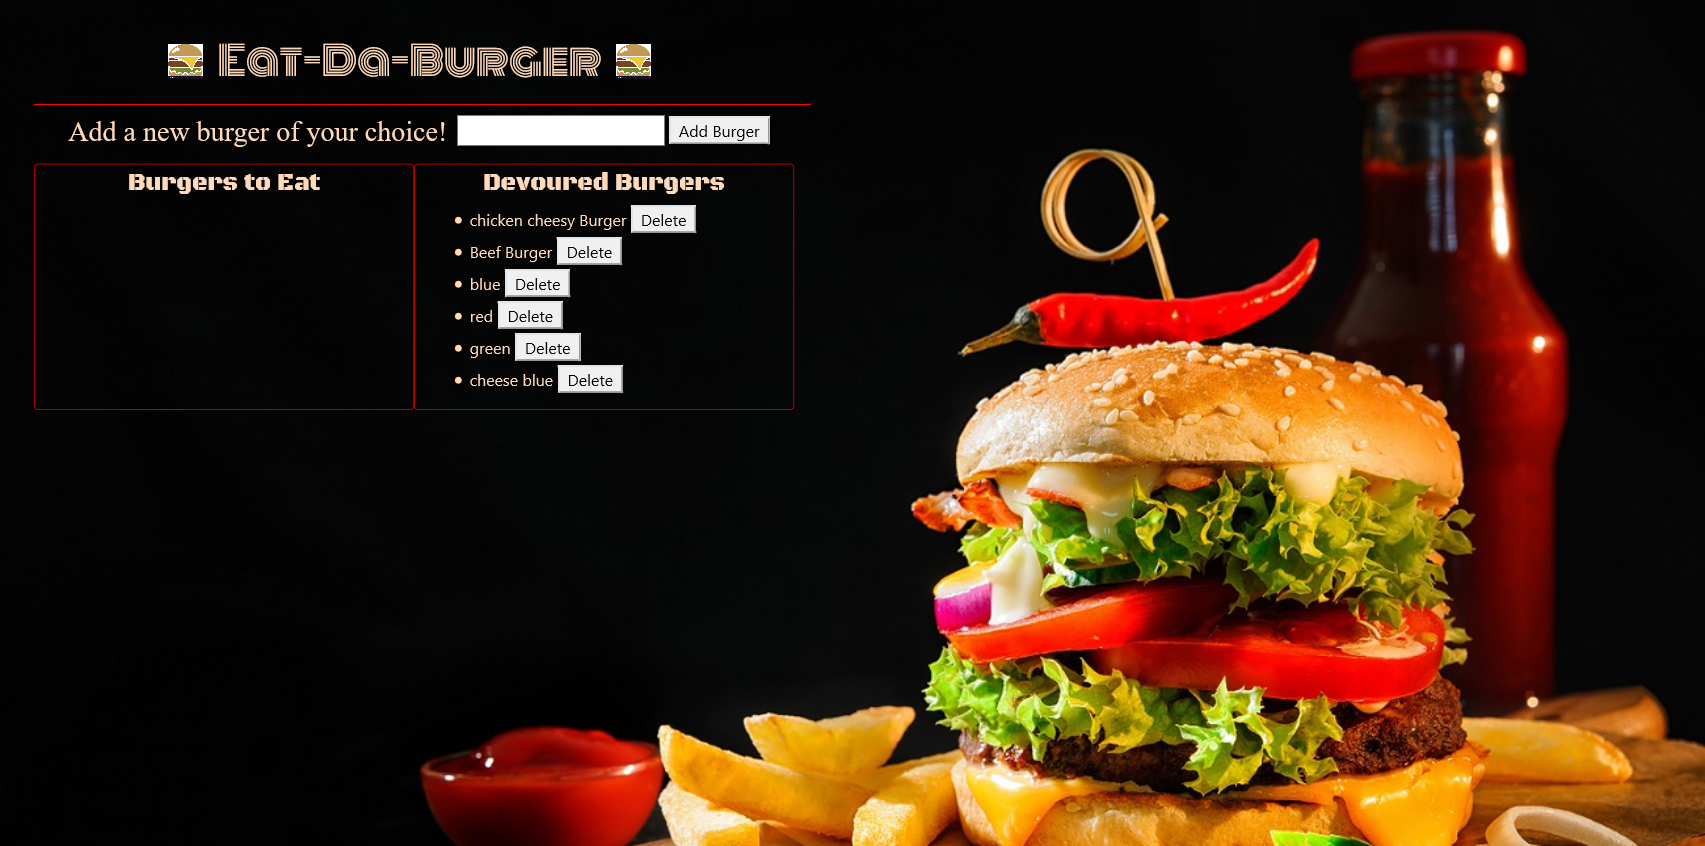 Eat-Da-Burger
Add a new burger of your choice! Add Burger
Burgers to Eat
Devoured Burgers
chicken cheesy Burger Delete
Beef Burger Delete
blue Delete
red Delete
green Delete
cheese blue Delete